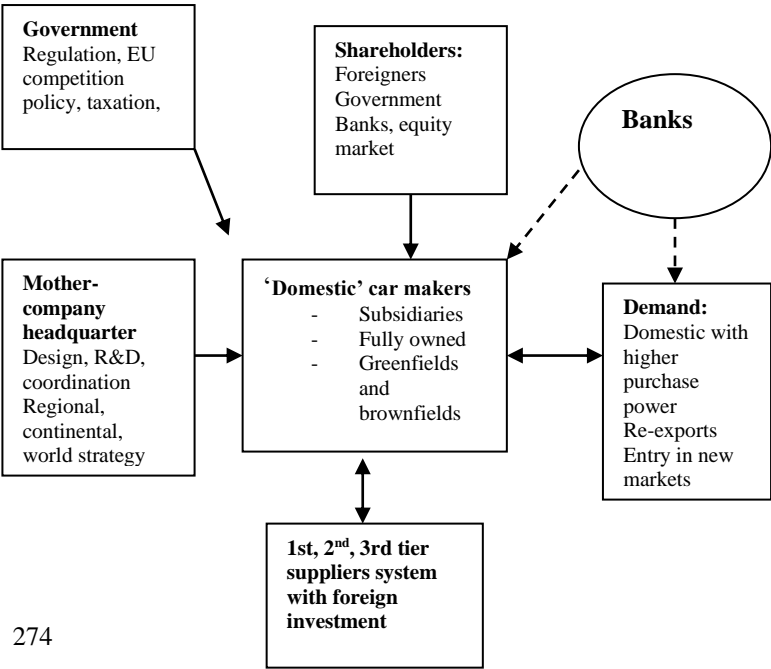 Government
Regulation, EU
competition
policy, taxation,
Shareholders:
Foreigners
Government
Banks, equity
market
Banks
Mother-
company
headquarter
Design, R&D,
coordination
Regional,
continental,
world strategy
‘Domestic’ car makers
- Subsidiaries
- Fully owned
- Greenfields
and
brownfields
Demand:
Domestic with
higher
purchase
power
Re-exports
Entry in new
markets
1st, 2nd, 3rd tier
suppliers system
with foreign
investment
274